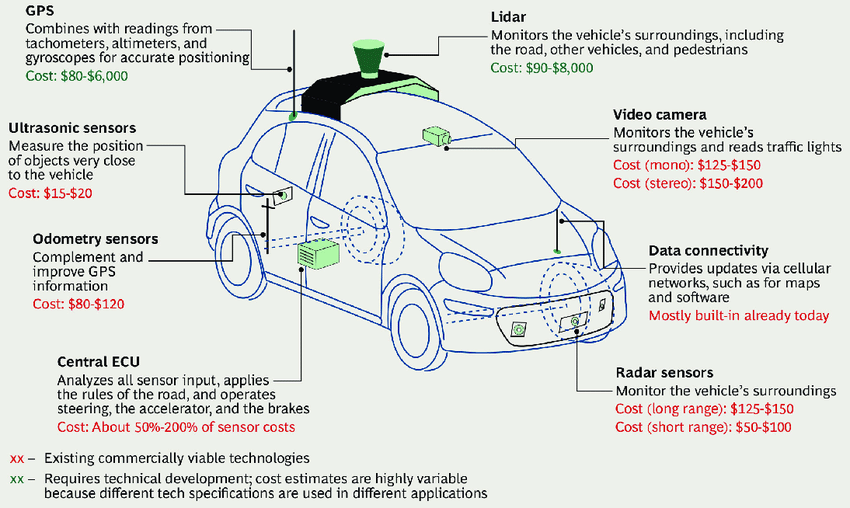 GPS
Combines with readings from
tachometers, altimeters, and
gyroscopes for accurate positioning
Cost: $80-$6,000
Lidar
Monitors the vehicle's surroundings, including
the road, other vehicles, and pedestrians
Cost: $90-$8,000
Ultrasonic sensors
Measure the position
of objects very close
to the vehicle
Cost: $15-$20
Video camera
Monitors the vehicle's
surroundings and reads traffic lights
Cost (mono): $125-$150
Cost (stereo): $150-$200
Odometry sensors
Complement and
improve GPS
information
Cost: $80-$120
Data connectivity
Provides updates via cellular
networks, such as for maps
and software
Mostly built-in already today
Central ECU
Analyzes all sensor input, applies
the rules of the road, and operates
steering, the accelerator, and the brakes
Cost: About 50%-200% of sensor costs
Radar sensors
Monitor the vehicle's surroundings
Cost (long range): $125-$150
Cost (short range): $50-$100
xx – Existing commercially viable technologies
xx – Requires technical development; cost estimates are highly variable
because different tech specifications are used in different applications